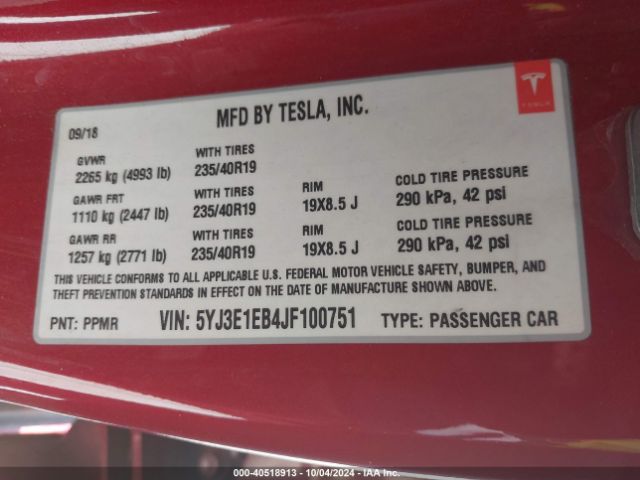 MFD BY TESLA, INC.
TESLA
09/18
GVWR
2265 kg (4993 lb)
WITH TIRES
235/40R19
GAWR FRT
1110 kg (2447 lb)
WITH TIRES
235/40R19
RIM
19X8.5 J
COLD TIRE PRESSURE
290 kPa, 42 psi
GAWR RR
1257 kg (2771 lb)
WITH TIRES
235/40R19
RIM
19X8.5 J
COLD TIRE PRESSURE
290 kPa, 42 psi
THIS VEHICLE CONFORMS TO ALL APPLICABLE U.S. FEDERAL MOTOR VEHICLE SAFETY, BUMPER, AND
THEFT PREVENTION STANDARDS IN EFFECT ON THE DATE OF MANUFACTURE SHOWN ABOVE.
PNT: PPMR VIN: 5YJ3E1EB4JF100751 TYPE: PASSENGER CAR
000-40518913 - 10/04/2024 - IAA Inc.